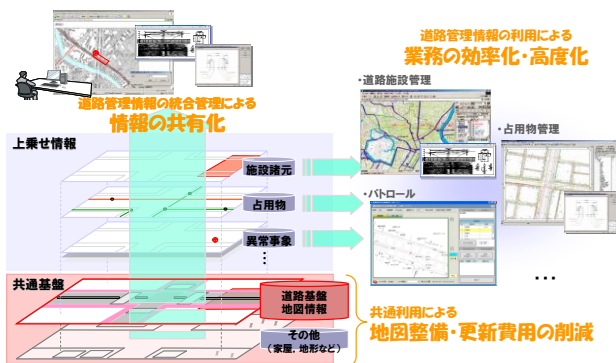 道路管理情報の統合管理による
情報の共有化
道路管理情報の利用による
業務の効率化・高度化
・道路施設管理
・占用物管理
・パトロール
…
上乗せ情報
施設諸元
占用物
異常事象
⋮
共通基盤
道路基盤
地図情報
その他
（家屋, 地形など）
共通利用による
地図整備・更新費用の削減